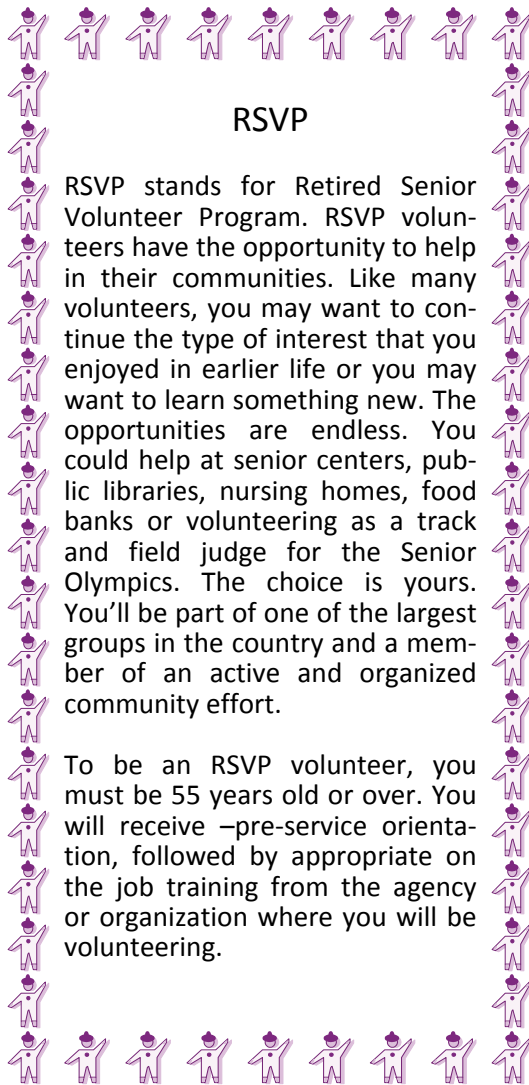 RSVP
RSVP stands for Retired Senior
Volunteer Program. RSVP volun-
teers have the opportunity to help
in their communities. Like many
volunteers, you may want to con-
tinue the type of interest that you
enjoyed in earlier life or you may
want to learn something new. The
opportunities are endless. You
could help at senior centers, pub-
lic libraries, nursing homes, food
banks or volunteering as a track
and field judge for the Senior
Olympics. The choice is yours.
You’ll be part of one of the largest
groups in the country and a mem-
ber of an active and organized
community effort.
To be an RSVP volunteer, you
must be 55 years old or over. You
will receive –pre-service orienta-
tion, followed by appropriate on
the job training from the agency
or organization where you will be
volunteering.